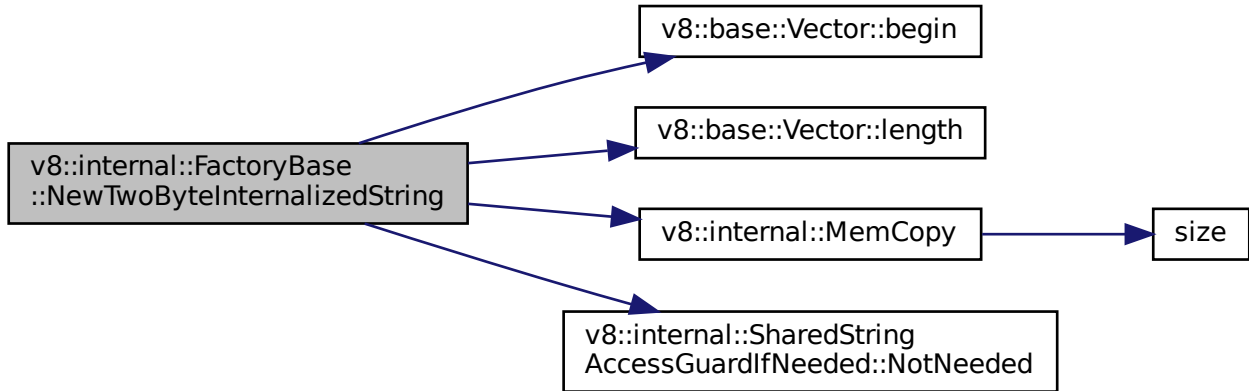 v8::internal::FactoryBase
::NewTwoByteInternalizedString
v8::base::Vector::begin
v8::base::Vector::length
v8::internal::MemCopy
size
v8::internal::SharedString
AccessGuardIfNeeded::NotNeeded